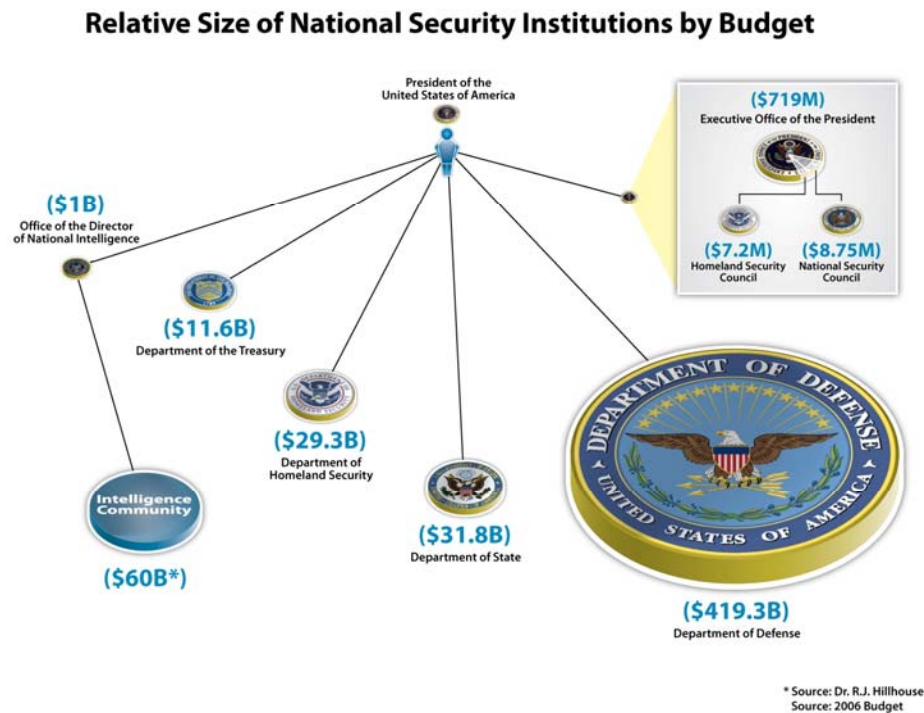 Relative Size of National Security Institutions by Budget
President of the
United States of America
($719M)
Executive Office of the President
($7.2M)
Homeland Security
Council
($8.75M)
National Security
Council
($1B)
Office of the Director
of National Intelligence
($11.6B)
Department of the Treasury
($29.3B)
Department of
Homeland Security
Intelligence
Community
($60B*)
($31.8B)
Department of State
DEPARTMENT OF DEFENSE
UNITED STATES OF AMERICA
($419.3B)
Department of Defense
* Source: Dr. R.J. Hillhouse
Source: 2006 Budget